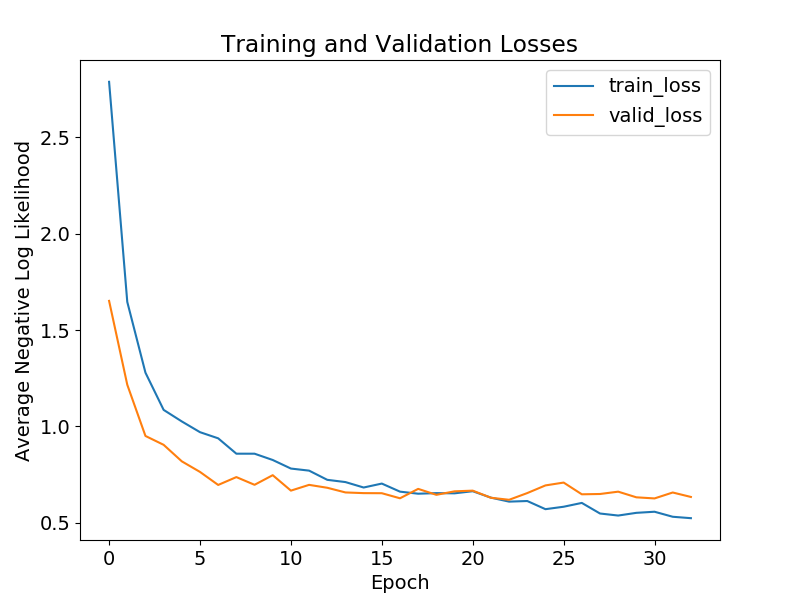 Training and Validation Losses
train_loss
valid_loss
Average Negative Log Likelihood
2.5
2.0
1.5
1.0
0.5
0 5 10 15 20 25 30
Epoch